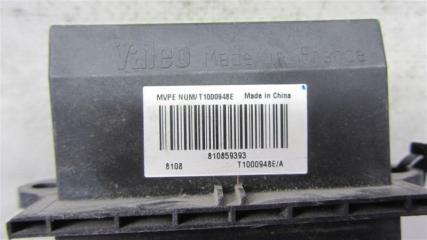 Valeo Made in France
MVPE NUM/T1000948E Made in China
810859393
8108 T1000948E/A